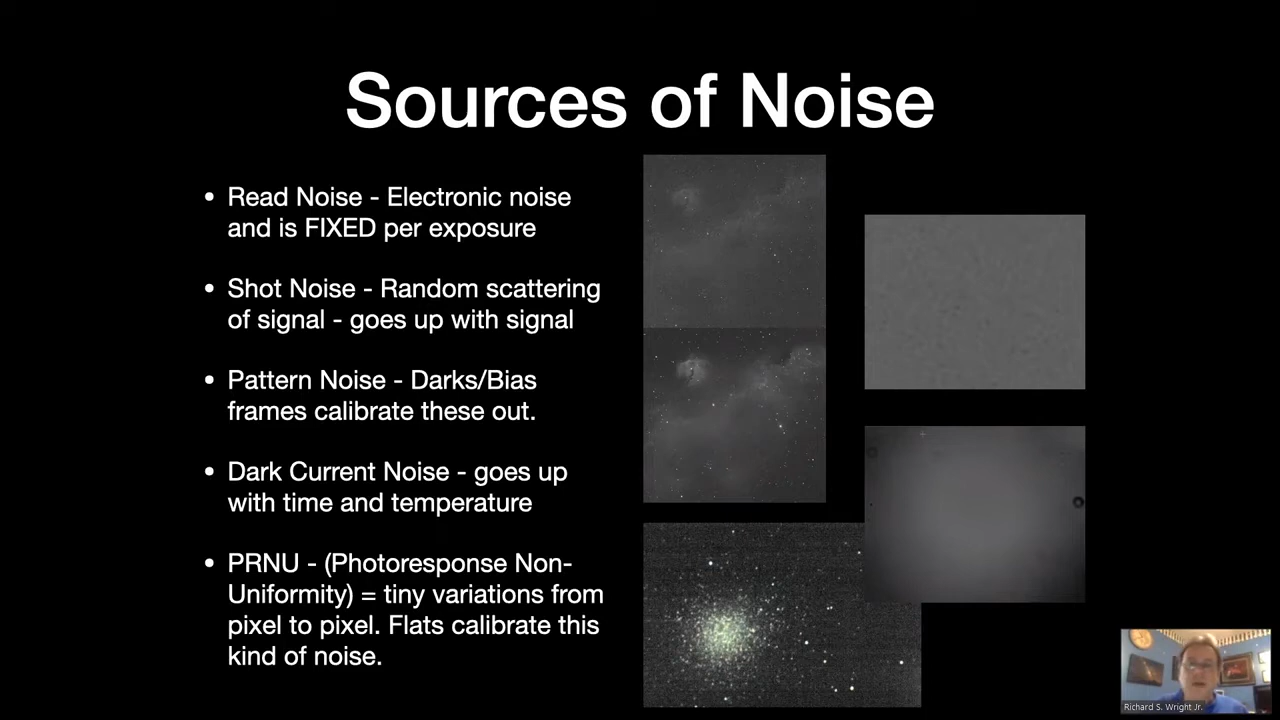 Sources of Noise
• Read Noise - Electronic noise
and is FIXED per exposure
• Shot Noise - Random scattering
of signal - goes up with signal
• Pattern Noise - Darks/Bias
frames calibrate these out.
• Dark Current Noise - goes up
with time and temperature
• PRNU - (Photoresponse Non-
Uniformity) = tiny variations from
pixel to pixel. Flats calibrate this
kind of noise.
Richard S. Wright Jr.